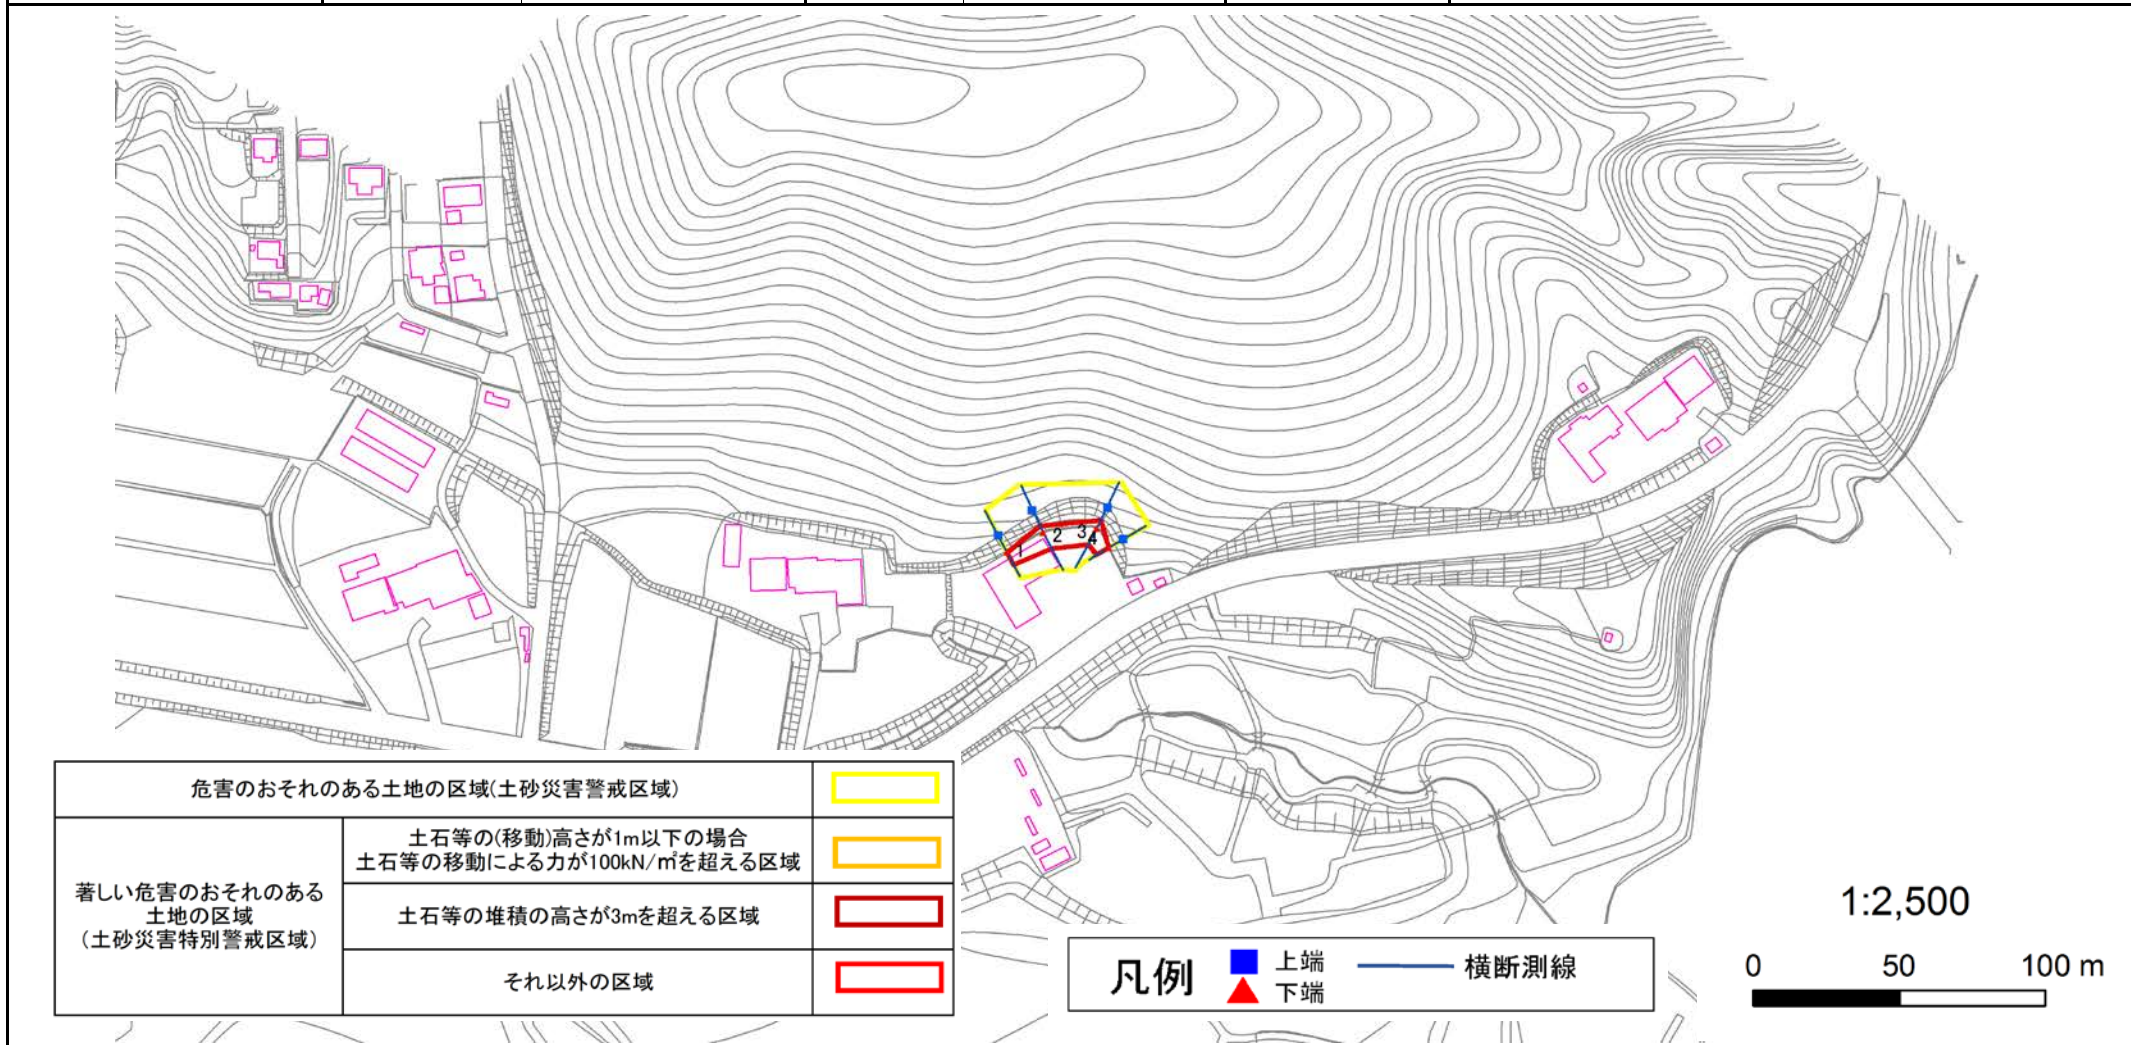 1
2
3
4
危害のおそれのある土地の区域(土砂災害警戒区域)
著しい危害のおそれのある
土地の区域
(土砂災害特別警戒区域)
土石等の(移動)高さが1m以下の場合
土石等の移動による力が100kN/㎡を超える区域
土石等の堆積の高さが3mを超える区域
それ以外の区域
凡例
上端
下端
横断測線
1:2,500
0 50 100 m